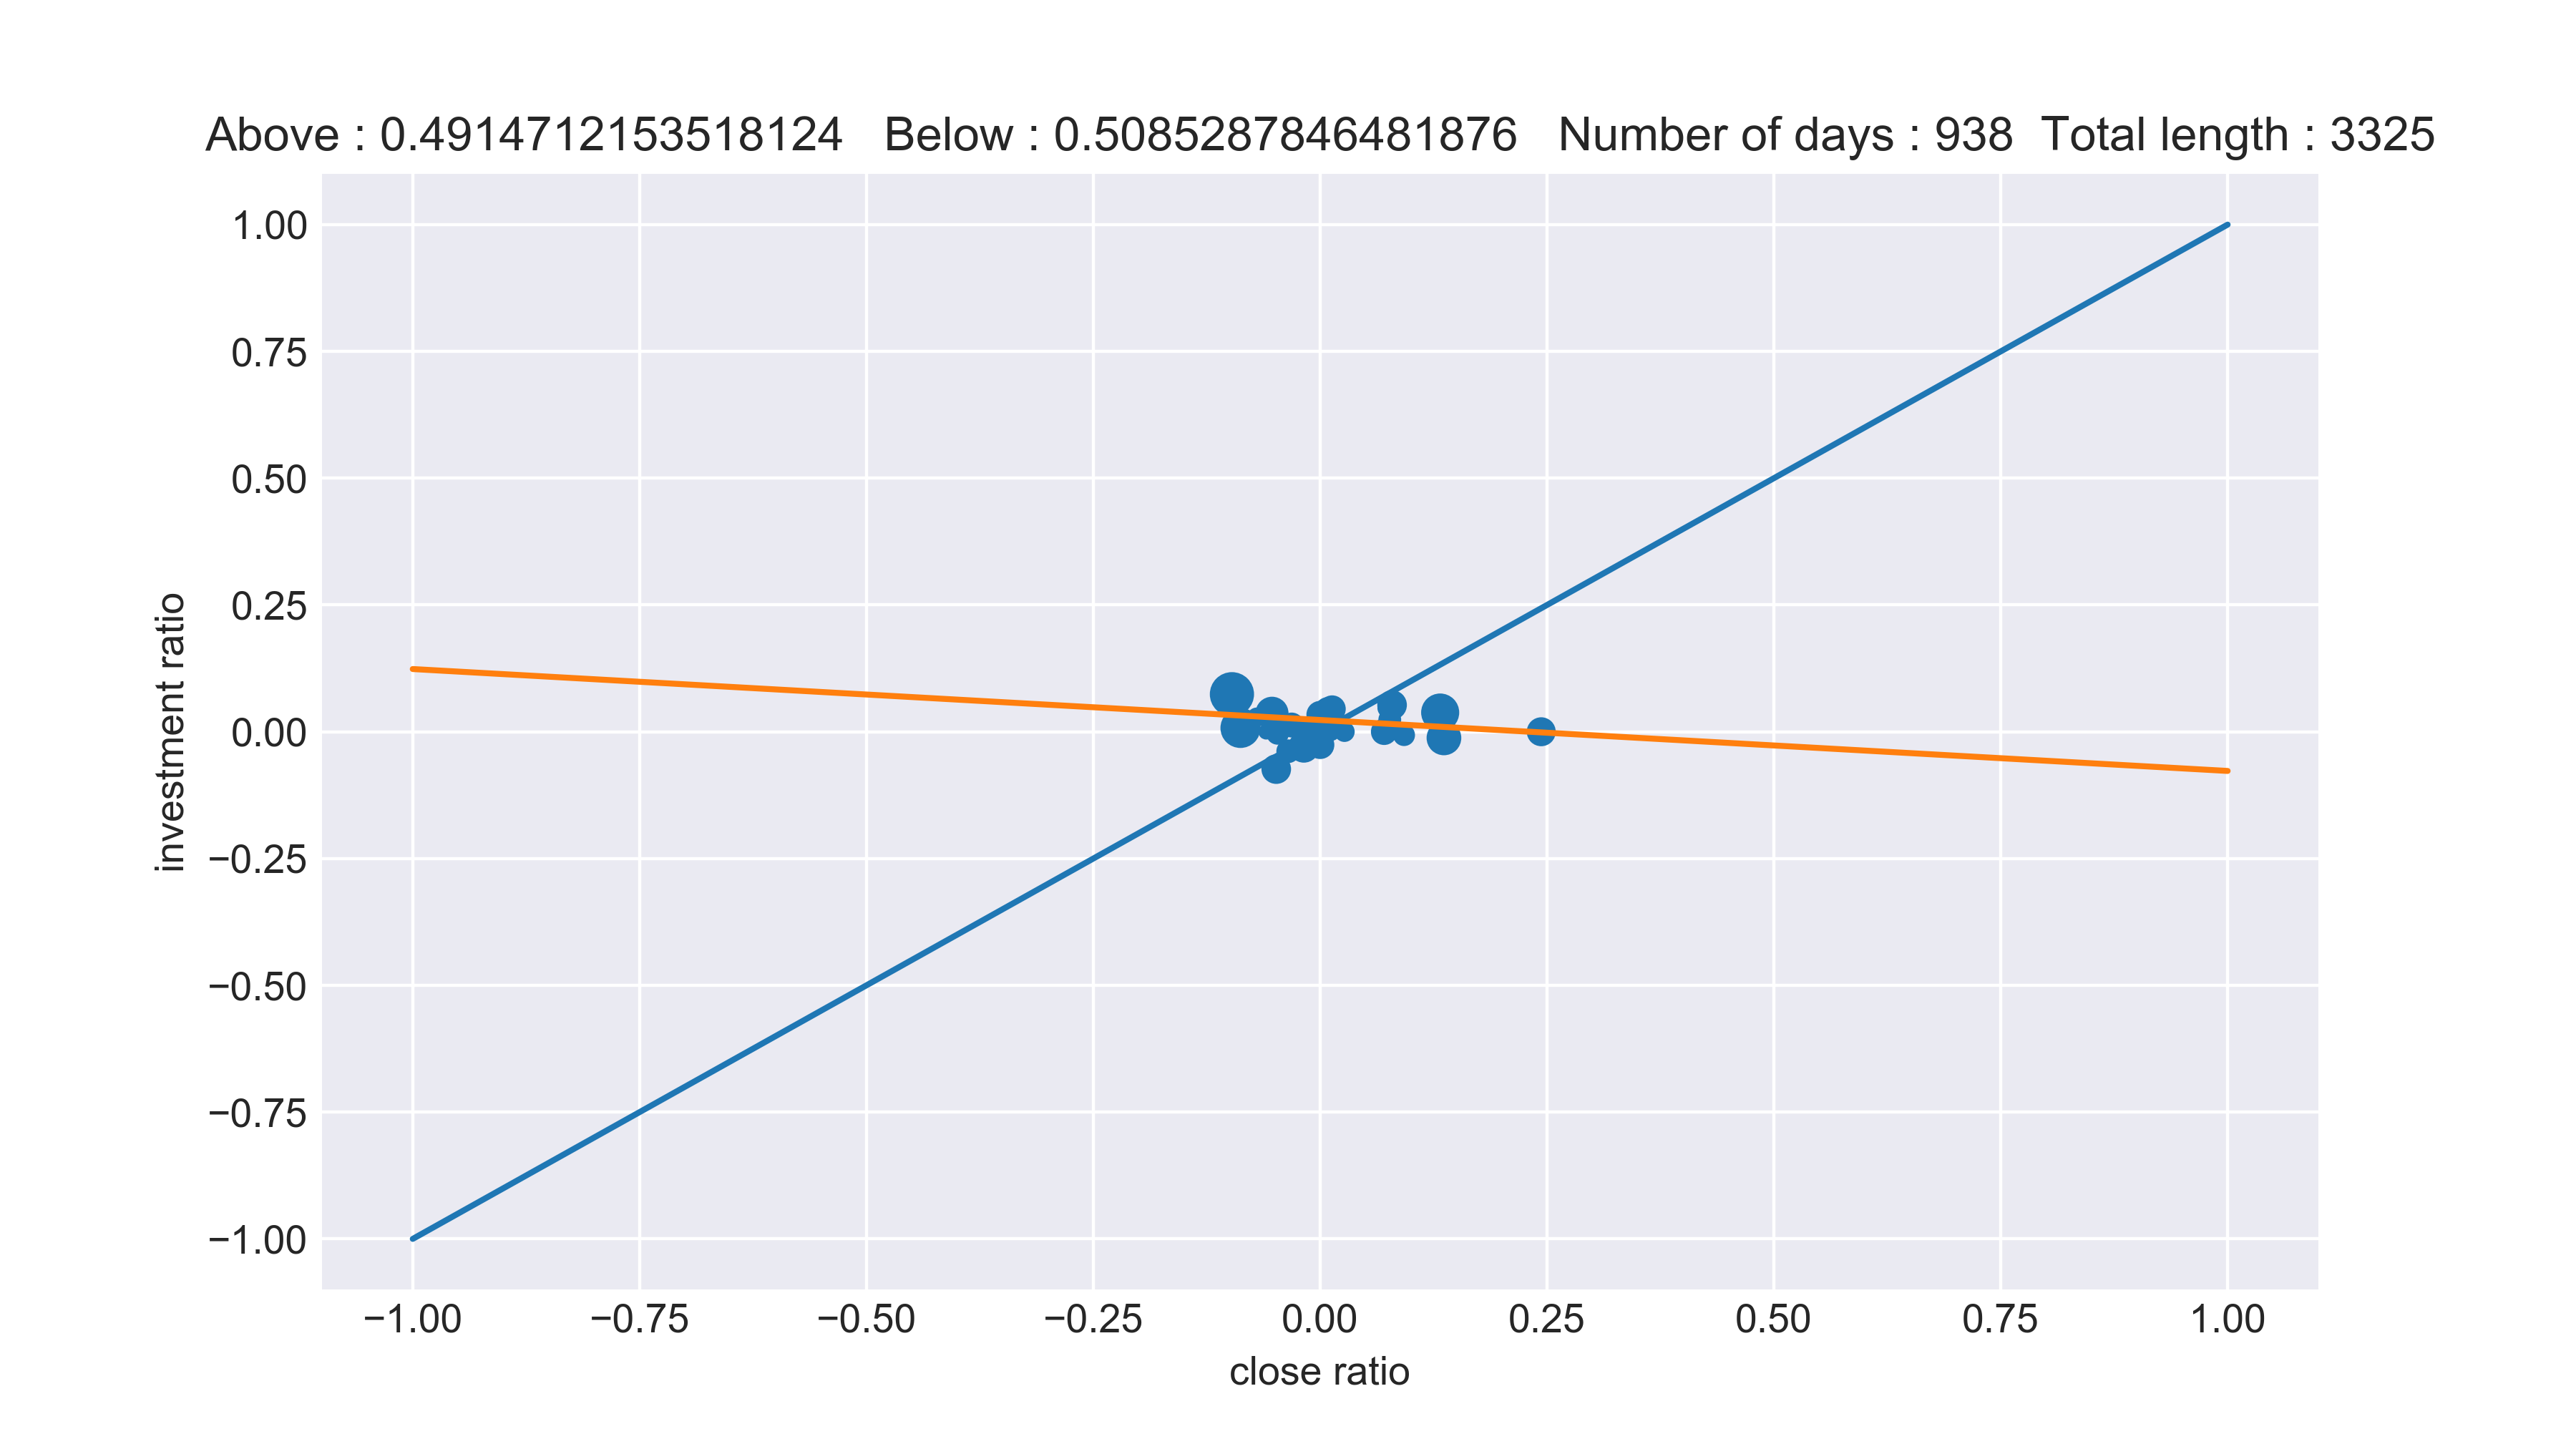 Above : 0.4914712153518124 Below : 0.5085287846481876 Number of days : 938 Total length : 3325
1.00
0.75
0.50
0.25
0.00
−0.25
−0.50
−0.75
−1.00
investment ratio
−1.00 −0.75 −0.50 −0.25 0.00 0.25 0.50 0.75 1.00
close ratio